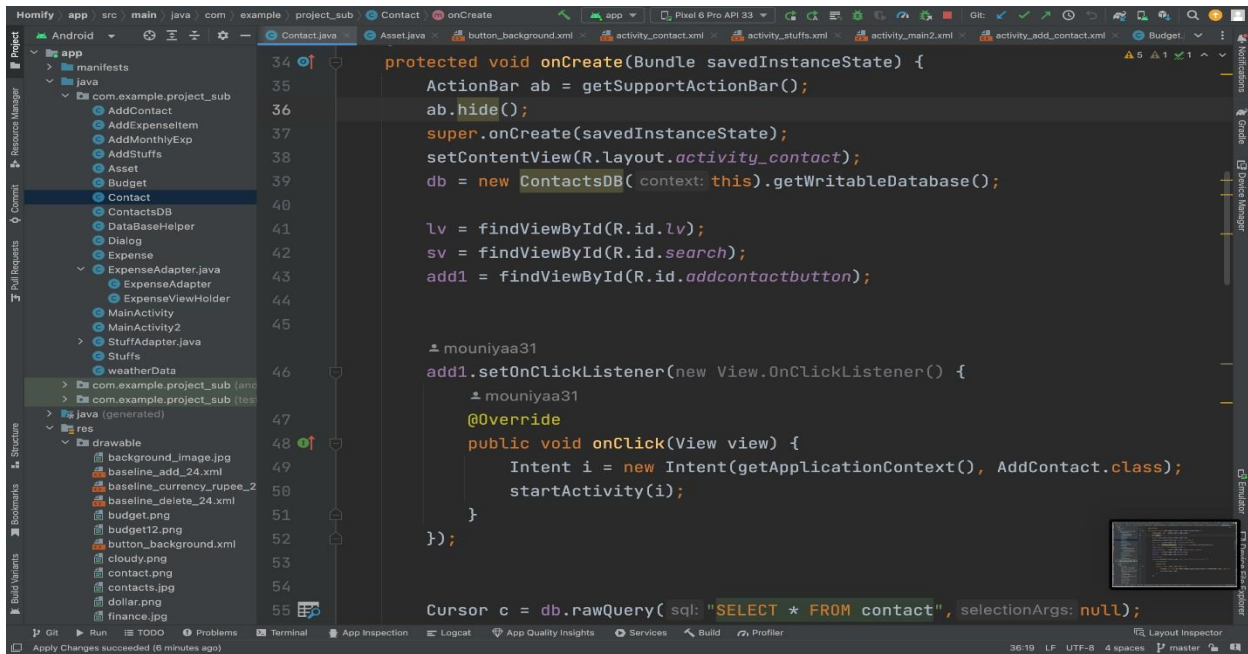 Homify app src main java com example project_sub Contact onCreate app Pixel 6 Pro API 33 Git:
Android Contact.java Asset.java button_background.xml activity_contact.xml activity_stuffs.xml activity_main2.xml activity_add_contact.xml Budget.j
Project
Resource Manager
Commit
Pull Requests
Structure
Bookmarks
Build Variants
app
manifests
java
com.example.project_sub
AddContact
AddExpenseItem
AddMonthlyExp
AddStuffs
Asset
Budget
Contact
ContactsDB
DataBaseHelper
Dialog
Expense
ExpenseAdapter.java
ExpenseAdapter
ExpenseViewHolder
MainActivity
MainActivity2
StuffAdapter.java
Stuffs
weatherData
com.example.project_sub (and
com.example.project_sub (tes
java (generated)
res
drawable
background_image.jpg
baseline_add_24.xml
baseline_currency_rupee_2
baseline_delete_24.xml
budget.png
budget12.png
button_background.xml
cloudy.png
contact.png
contacts.jpg
dollar.png
finance.jpg
5 1 1
34 protected void onCreate(Bundle savedInstanceState) {
35 ActionBar ab = getSupportActionBar();
36 ab.hide();
37 super.onCreate(savedInstanceState);
38 setContentView(R.layout.activity_contact);
39 db = new ContactsDB( context: this).getWritableDatabase();
40
41 lv = findViewById(R.id.lv);
42 sv = findViewById(R.id.search);
43 add1 = findViewById(R.id.addcontactbutton);
44
45
mouniyaa31
46 add1.setOnClickListener(new View.OnClickListener() {
mouniyaa31
47 @Override
48 public void onClick(View view) {
49 Intent i = new Intent(getApplicationContext(), AddContact.class);
50 startActivity(i);
51 }
52 });
53
54
55 Cursor c = db.rawQuery( sql: "SELECT * FROM contact", selectionArgs: null);
Notifications
Gradle
Device Manager
Emulator
Device File Explorer
Git Run TODO Problems Terminal App Inspection Logcat App Quality Insights Services Build Profiler Layout Inspector
Apply Changes succeeded (6 minutes ago) 36:19 LF UTF-8 4 spaces master